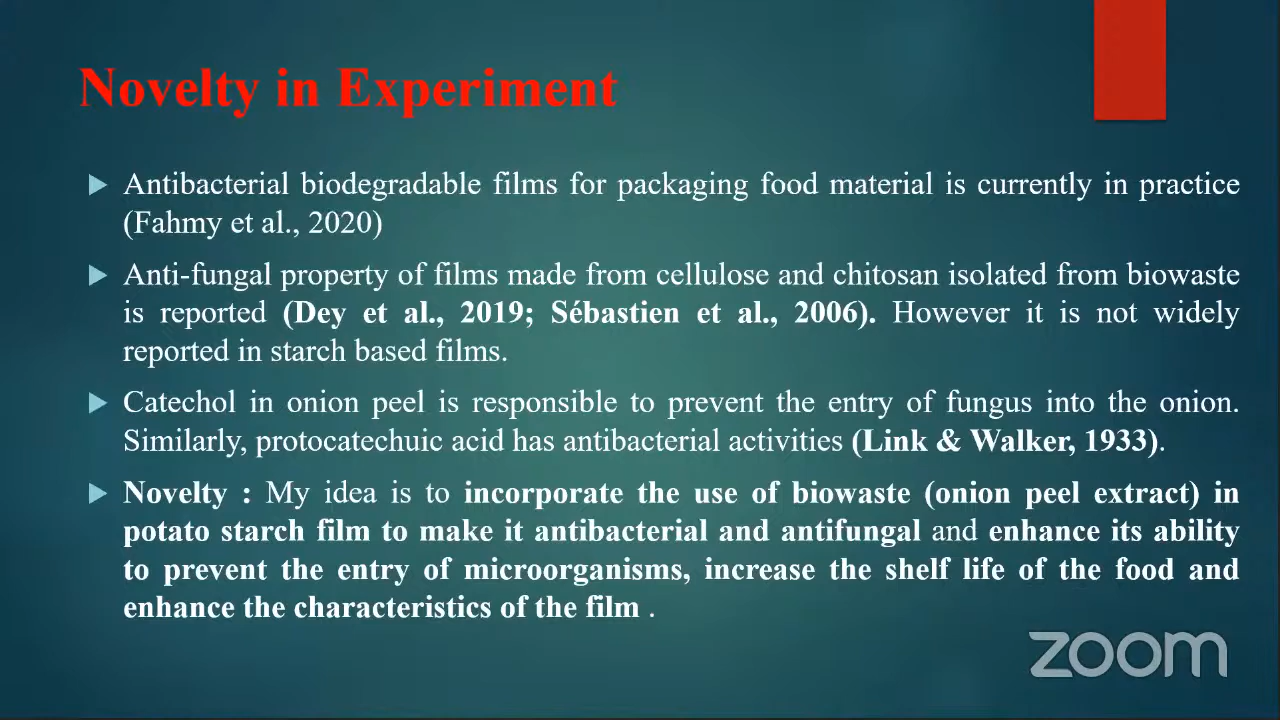 Novelty in Experiment
Antibacterial biodegradable films for packaging food material is currently in practice
(Fahmy et al., 2020)
Anti-fungal property of films made from cellulose and chitosan isolated from biowaste
is reported (Dey et al., 2019; Sébastien et al., 2006). However it is not widely
reported in starch based films.
Catechol in onion peel is responsible to prevent the entry of fungus into the onion.
Similarly, protocatechuic acid has antibacterial activities (Link & Walker, 1933).
Novelty : My idea is to incorporate the use of biowaste (onion peel extract) in
potato starch film to make it antibacterial and antifungal and enhance its ability
to prevent the entry of microorganisms, increase the shelf life of the food and
enhance the characteristics of the film .
zoom